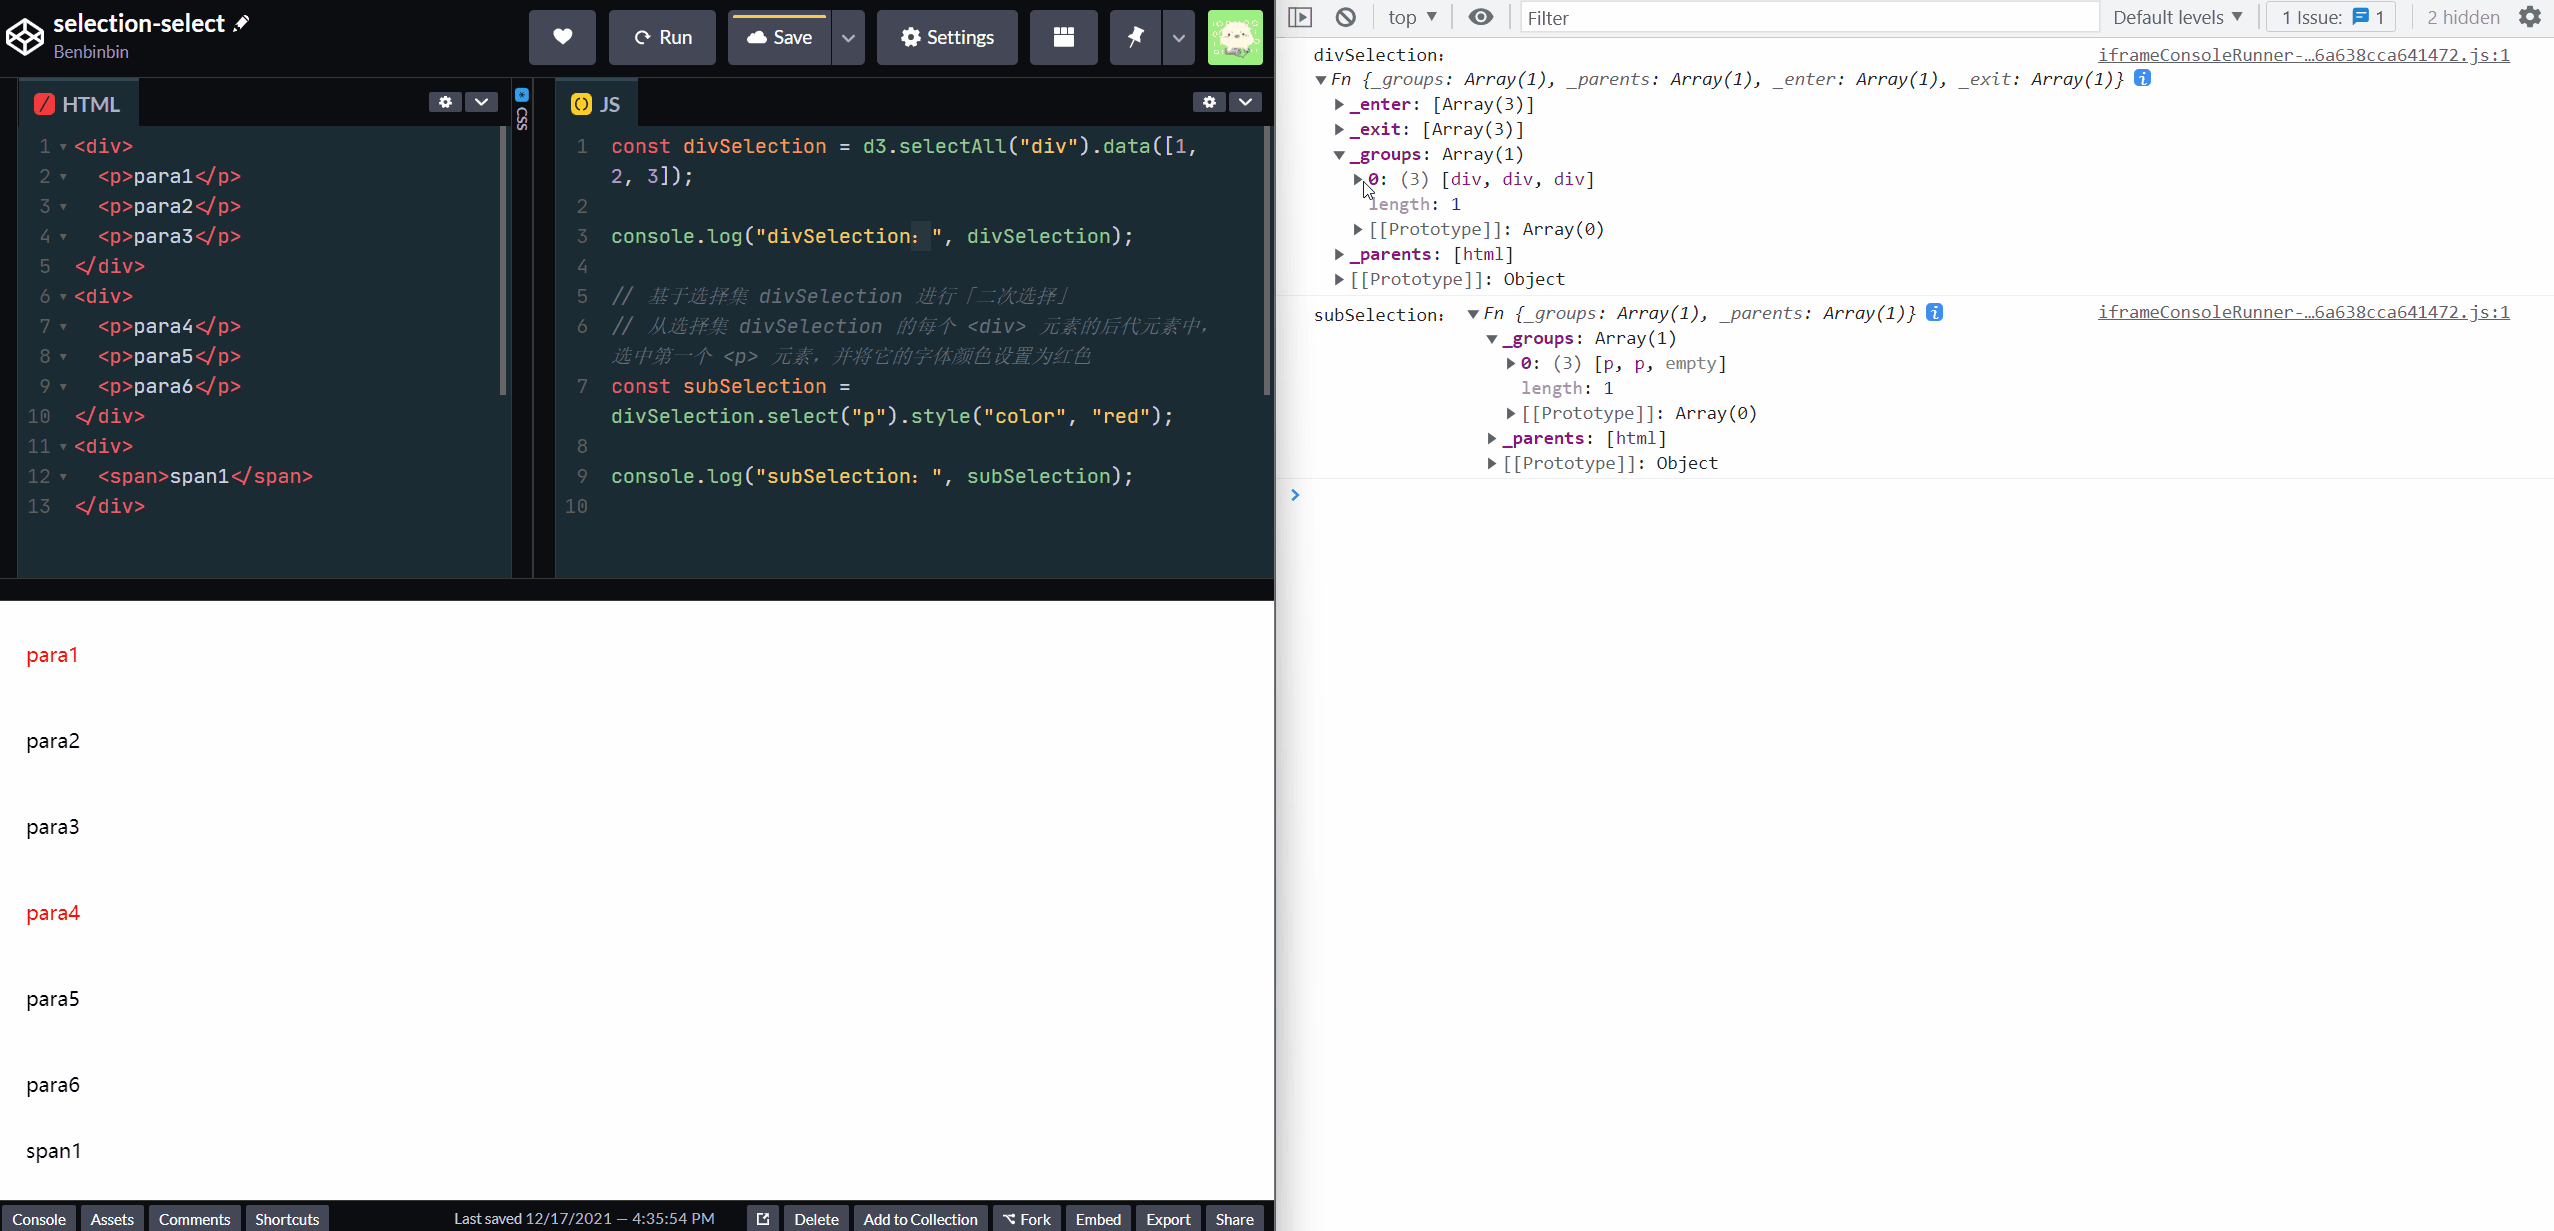 selection-select
Benbinbin
Run
Save
Settings
HTML
1 <div>
2 <p>para1</p>
3 <p>para2</p>
4 <p>para3</p>
5 </div>
6 <div>
7 <p>para4</p>
8 <p>para5</p>
9 <p>para6</p>
10 </div>
11 <div>
12 <span>span1</span>
13 </div>
CSS
JS
1 const divSelection = d3.selectAll("div").data([1,
2, 3]);
2
3 console.log("divSelection：", divSelection);
4
5 // 基于选择集 divSelection 进行「二次选择」
6 // 从选择集 divSelection 的每个 <div> 元素的后代元素中，
选中第一个 <p> 元素，并将它的字体颜色设置为红色
7 const subSelection =
divSelection.select("p").style("color", "red");
8
9 console.log("subSelection：", subSelection);
10
para1
para2
para3
para4
para5
para6
span1
Console
Assets
Comments
Shortcuts
Last saved 12/17/2021 — 4:35:54 PM
Delete
Add to Collection
Fork
Embed
Export
Share
top
Filter
Default levels
1 Issue: 1
2 hidden
divSelection： iframeConsoleRunner-…6a638cca641472.js:1
Fn {_groups: Array(1), _parents: Array(1), _enter: Array(1), _exit: Array(1)}
_enter: [Array(3)]
_exit: [Array(3)]
_groups: Array(1)
0: (3) [div, div, div]
length: 1
[[Prototype]]: Array(0)
_parents: [html]
[[Prototype]]: Object
subSelection： Fn {_groups: Array(1), _parents: Array(1)} iframeConsoleRunner-…6a638cca641472.js:1
_groups: Array(1)
0: (3) [p, p, empty]
length: 1
[[Prototype]]: Array(0)
_parents: [html]
[[Prototype]]: Object